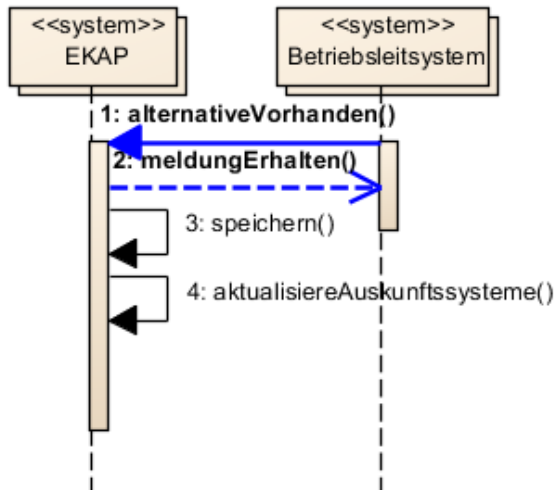 <<system>>
EKAP
<<system>>
Betriebsleitsystem
1: alternativeVorhanden()
2: meldungErhalten()
3: speichern()
4: aktualisiereAuskunftssysteme()